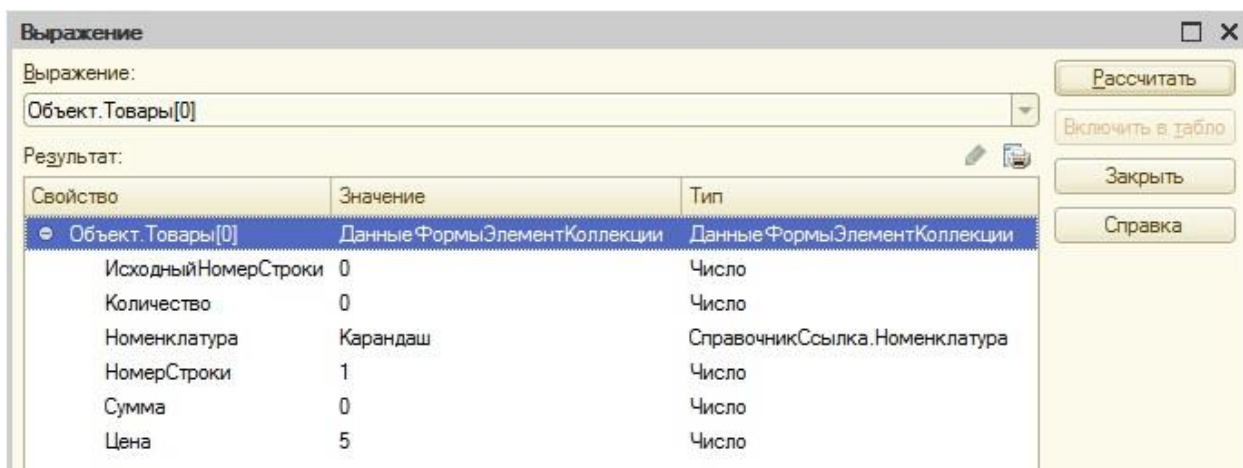 Выражение
Выражение:
Рассчитать
Объект.Товары[0]
Включить в табло
Результат:
Закрыть
Свойство Значение Тип
Справка
Объект.Товары[0] ДанныеФормыЭлементКоллекции ДанныеФормыЭлементКоллекции
ИсходныйНомерСтроки 0 Число
Количество 0 Число
Номенклатура Карандаш СправочникСсылка.Номенклатура
НомерСтроки 1 Число
Сумма 0 Число
Цена 5 Число